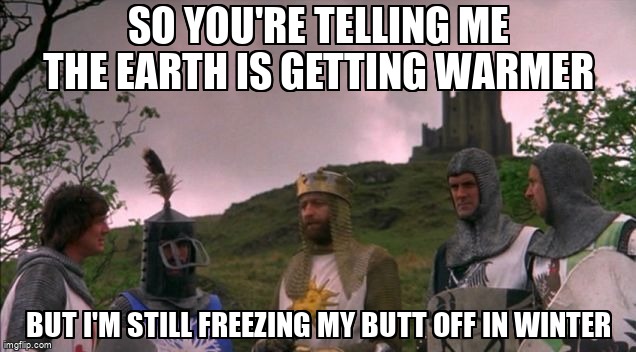 SO YOU'RE TELLING ME
THE EARTH IS GETTING WARMER
BUT I'M STILL FREEZING MY BUTT OFF IN WINTER
imgflip.com